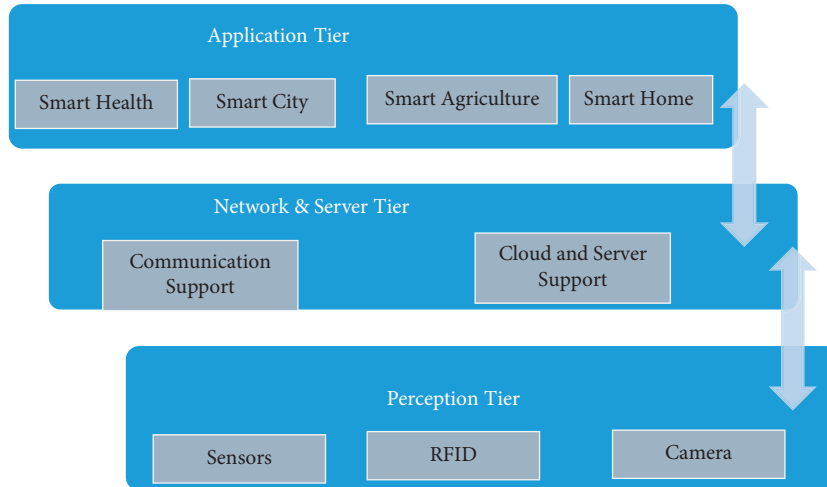 Application Tier
Smart Health
Smart City
Smart Agriculture
Smart Home
Network & Server Tier
Communication
Support
Cloud and Server
Support
Perception Tier
Sensors
RFID
Camera